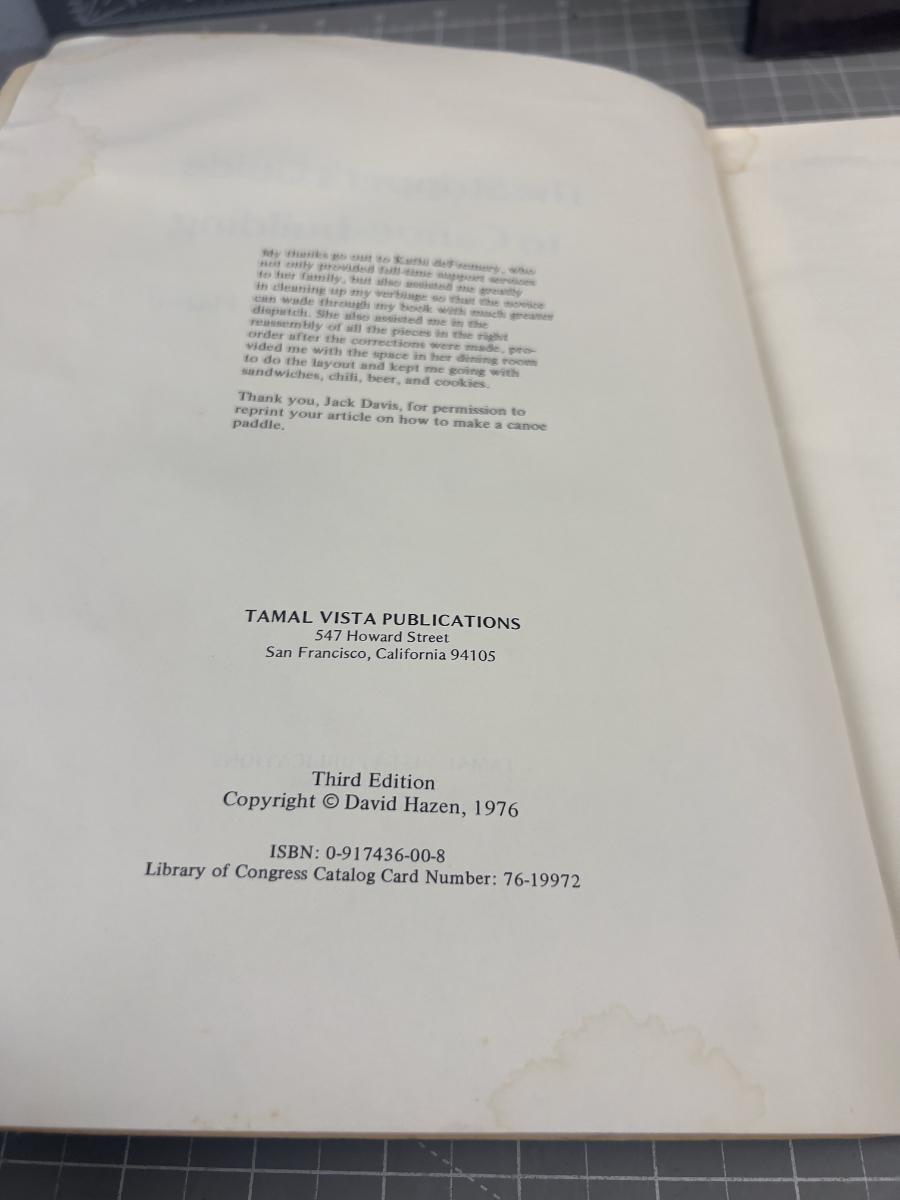 My thanks go out to Kathi deFremery, who
not only provided full-time support services
to her family, but also assisted me greatly
in cleaning up my verbiage so that the novice
can wade through my book with much greater
dispatch. She also assisted me in the
reassembly of all the pieces in the right
order after the corrections were made, pro-
vided me with the space in her dining room
to do the layout and kept me going with
sandwiches, chili, beer, and cookies.
Thank you, Jack Davis, for permission to
reprint your article on how to make a canoe
paddle.
TAMAL VISTA PUBLICATIONS
547 Howard Street
San Francisco, California 94105
Third Edition
Copyright © David Hazen, 1976
ISBN: 0-917436-00-8
Library of Congress Catalog Card Number: 76-19972